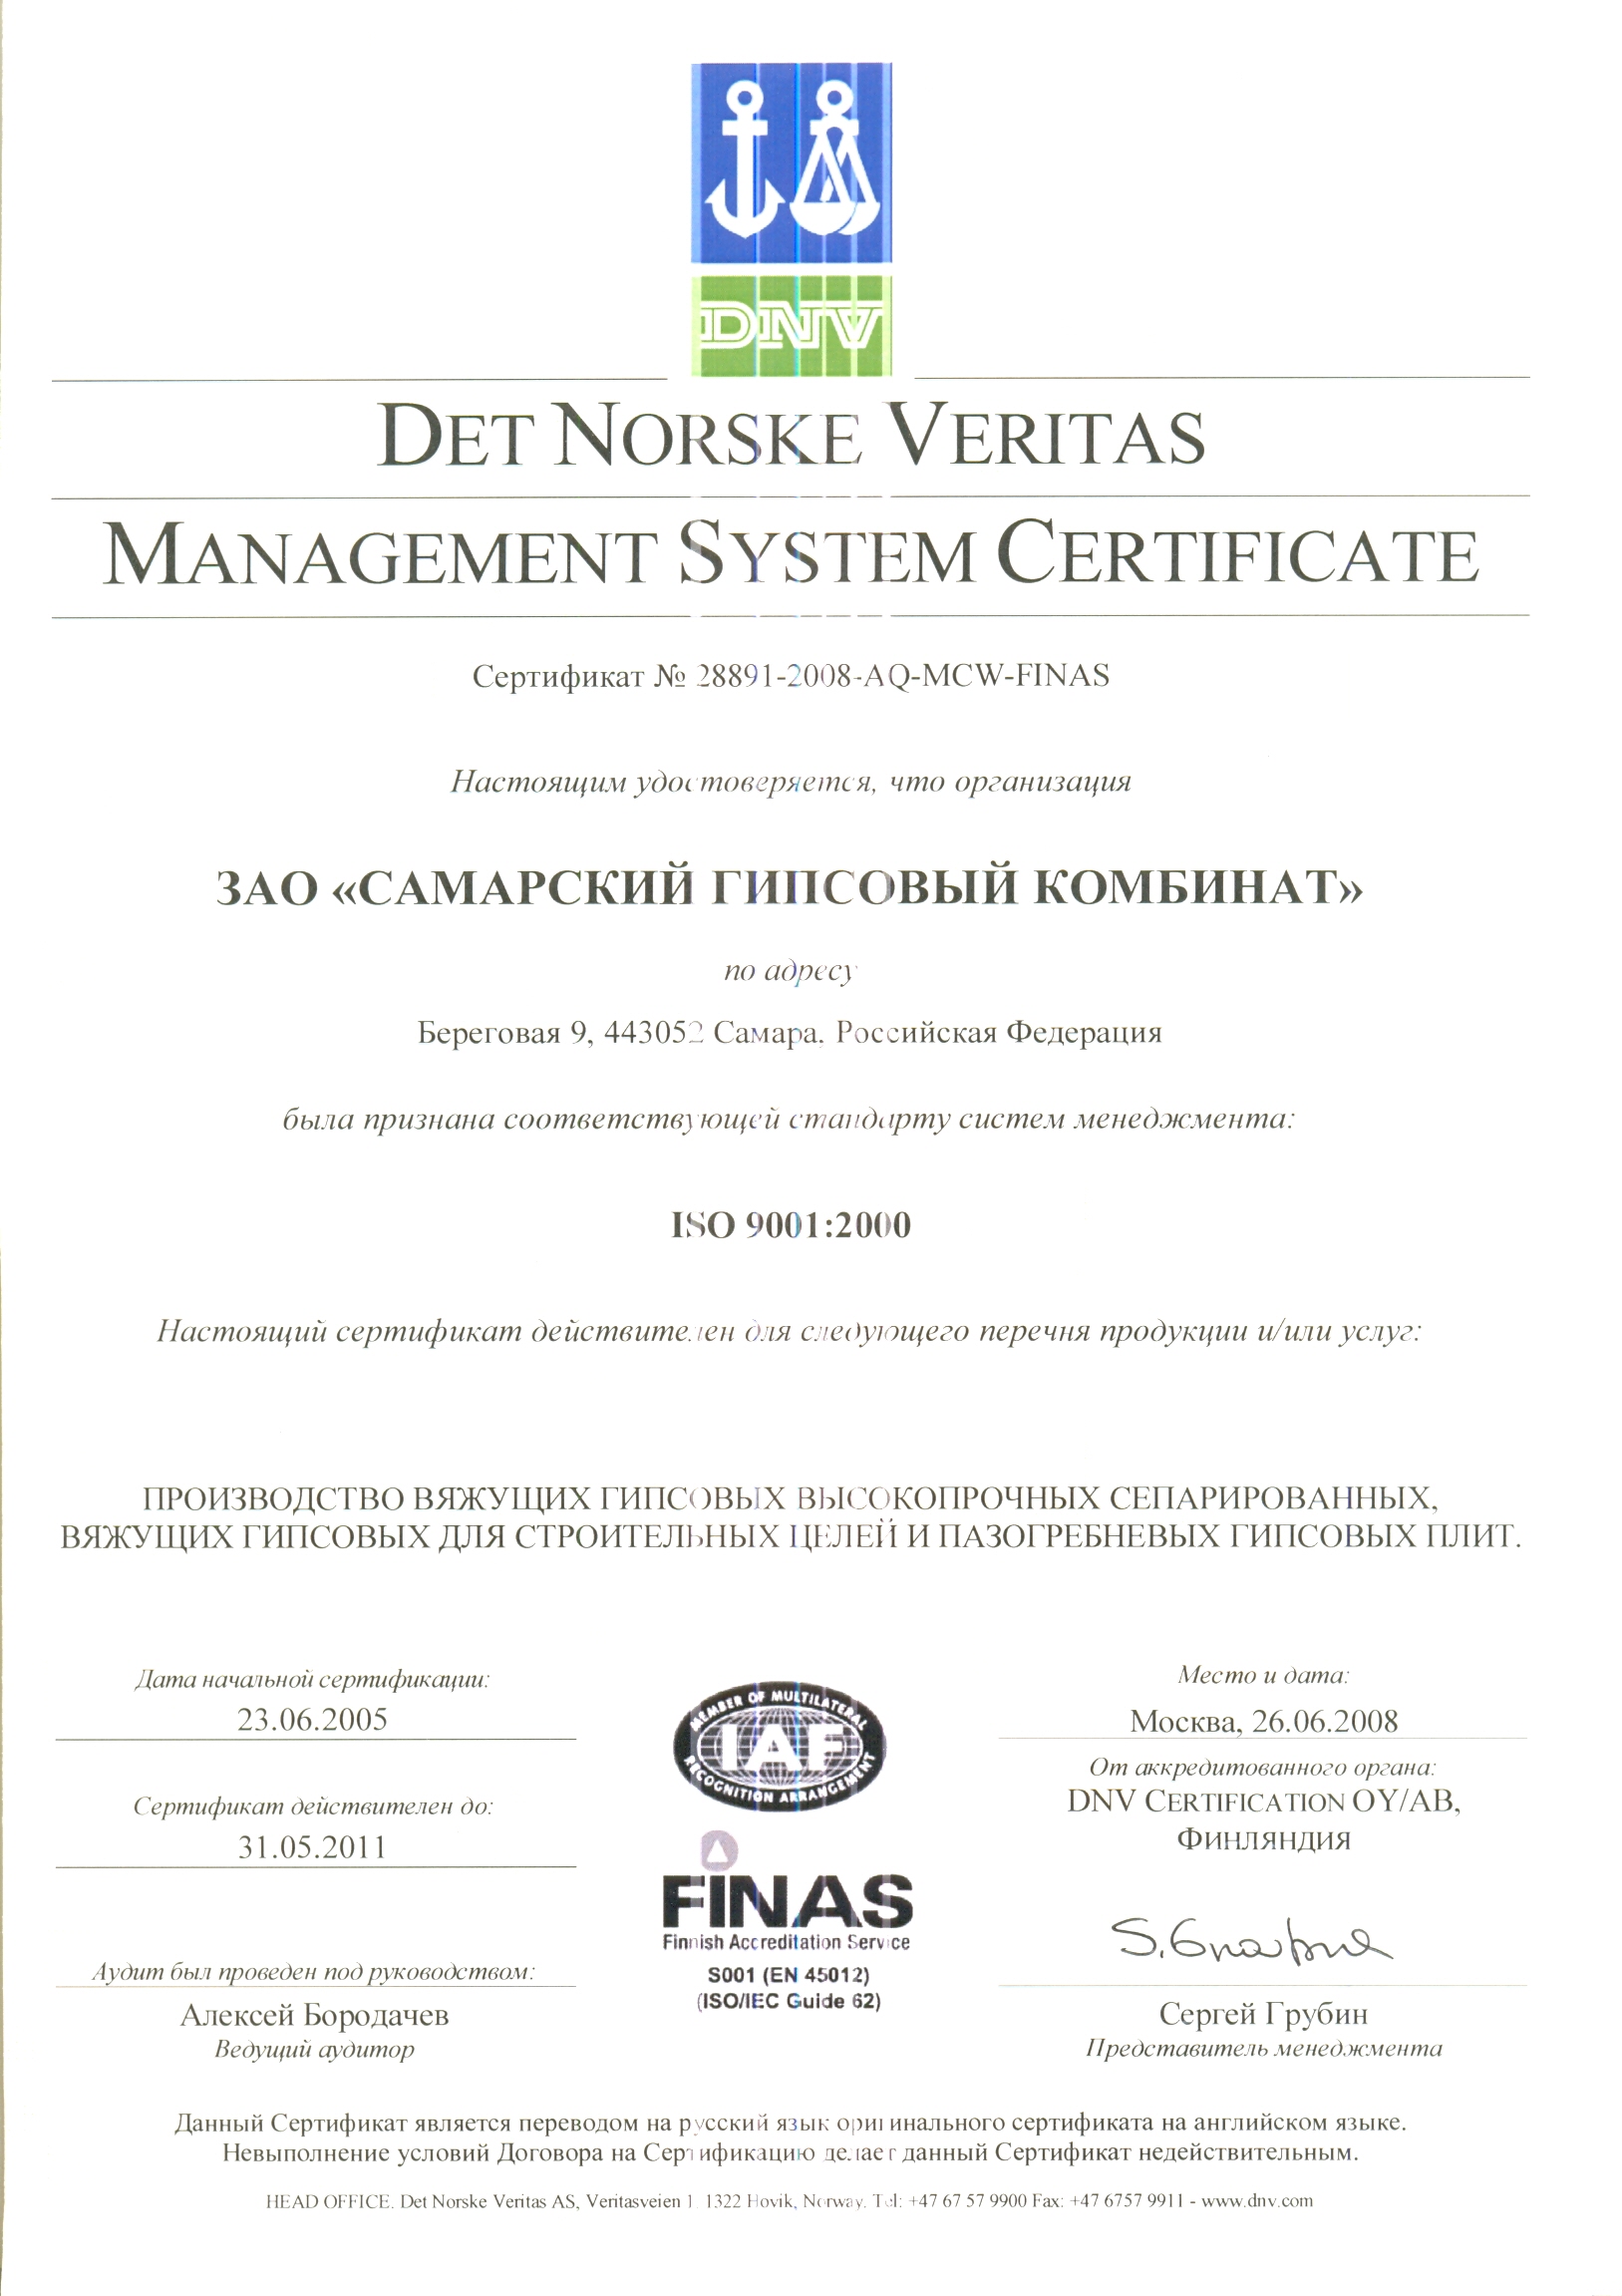 DNV
DET NORSKE VERITAS
MANAGEMENT SYSTEM CERTIFICATE
Сертификат № 28891-2008-AQ-MCW-FINAS
Настоящим удостоверяется, что организация
ЗАО «САМАРСКИЙ ГИПСОВЫЙ КОМБИНАТ»
по адресу
Береговая 9, 443052 Самара, Российская Федерация
была признана соответствующей стандарту систем менеджмента:
ISO 9001:2000
Настоящий сертификат действителен для следующего перечня продукции и/или услуг:
ПРОИЗВОДСТВО ВЯЖУЩИХ ГИПСОВЫХ ВЫСОКОПРОЧНЫХ СЕПАРИРОВАННЫХ,
ВЯЖУЩИХ ГИПСОВЫХ ДЛЯ СТРОИТЕЛЬНЫХ ЦЕЛЕЙ И ПАЗОГРЕБНЕВЫХ ГИПСОВЫХ ПЛИТ.
Дата начальной сертификации:
23.06.2005
Сертификат действителен до:
31.05.2011
Аудит был проведен под руководством:
Алексей Бородачев
Ведущий аудитор
MEMBER OF MULTILATERAL
IAF
RECOGNITION ARRANGEMENT
FINAS
Finnish Accreditation Service
S001 (EN 45012)
(ISO/IEC Guide 62)
Место и дата:
Москва, 26.06.2008
От аккредитованного органа:
DNV CERTIFICATION OY/AB,
ФИНЛЯНДИЯ
Сергей Грубин
Представитель менеджмента
Данный Сертификат является переводом на русский язык оригинального сертификата на английском языке.
Невыполнение условий Договора на Сертификацию делает данный Сертификат недействительным.
HEAD OFFICE. Det Norske Veritas AS, Veritasveien 1, 1322 Hovik, Norway. Tel: +47 67 57 9900 Fax: +47 6757 9911 - www.dnv.com